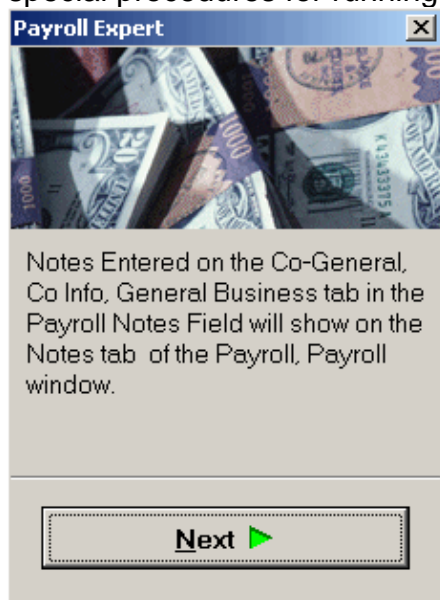 special procedures for running
Payroll Expert
Notes Entered on the Co-General,
Co Info, General Business tab in the
Payroll Notes Field will show on the
Notes tab of the Payroll, Payroll
window.
Next